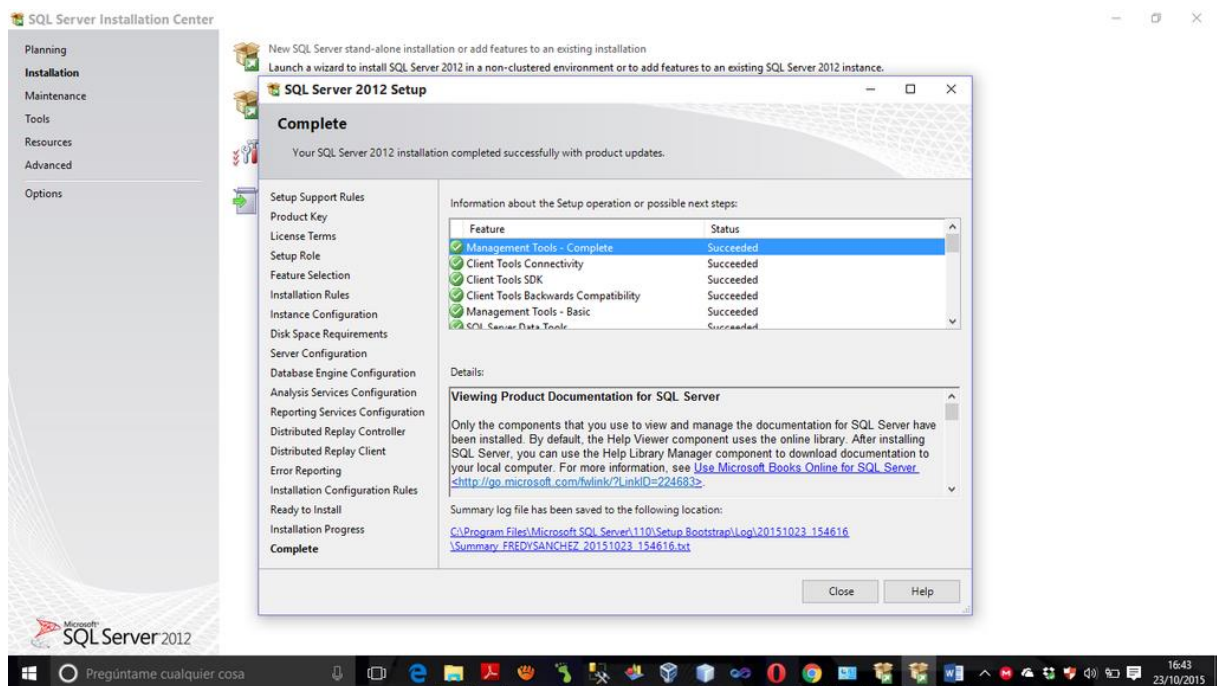 SQL Server Installation Center
Planning
Installation
Maintenance
Tools
Resources
Advanced
Options
New SQL Server stand-alone installation or add features to an existing installation
Launch a wizard to install SQL Server 2012 in a non-clustered environment or to add features to an existing SQL Server 2012 instance.
SQL Server 2012 Setup
Complete
Your SQL Server 2012 installation completed successfully with product updates.
Setup Support Rules
Product Key
License Terms
Setup Role
Feature Selection
Installation Rules
Instance Configuration
Disk Space Requirements
Server Configuration
Database Engine Configuration
Analysis Services Configuration
Reporting Services Configuration
Distributed Replay Controller
Distributed Replay Client
Error Reporting
Installation Configuration Rules
Ready to Install
Installation Progress
Complete
Information about the Setup operation or possible next steps:
Feature Status
Management Tools - Complete Succeeded
Client Tools Connectivity Succeeded
Client Tools SDK Succeeded
Client Tools Backwards Compatibility Succeeded
Management Tools - Basic Succeeded
SQL Server Data Tools Succeeded
Details:
Viewing Product Documentation for SQL Server
Only the components that you use to view and manage the documentation for SQL Server have
been installed. By default, the Help Viewer component uses the online library. After installing
SQL Server, you can use the Help Library Manager component to download documentation to
your local computer. For more information, see Use Microsoft Books Online for SQL Server
<http://go.microsoft.com/fwlink/?LinkID=224683>.
Summary log file has been saved to the following location:
C:\Program Files\Microsoft SQL Server\110\Setup Bootstrap\Log\20151023_154616
\Summary_FREDYSANCHEZ_20151023_154616.txt
Close Help
Microsoft
SQL Server 2012
Pregúntame cualquier cosa
16:43
23/10/2015